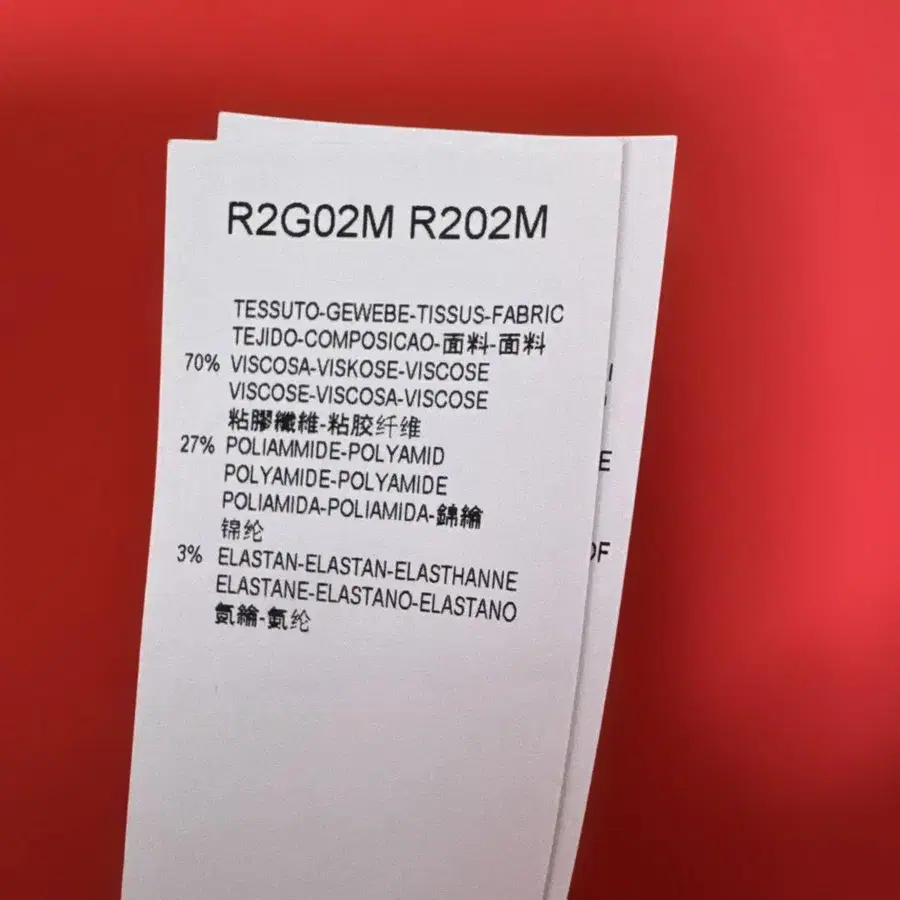 R2G02M R202M
TESSUTO-GEWEBE-TISSUS-FABRIC
TEJIDO-COMPOSICAO-面料-面料
70% VISCOSA-VISKOSE-VISCOSE
VISCOSE-VISCOSA-VISCOSE
粘膠纖維-粘胶纤维
27% POLIAMMIDE-POLYAMID
POLYAMIDE-POLYAMIDE
POLIAMIDA-POLIAMIDA-錦綸
锦纶
3% ELASTAN-ELASTAN-ELASTHANNE
ELASTANE-ELASTANO-ELASTANO
氨綸-氨纶
E